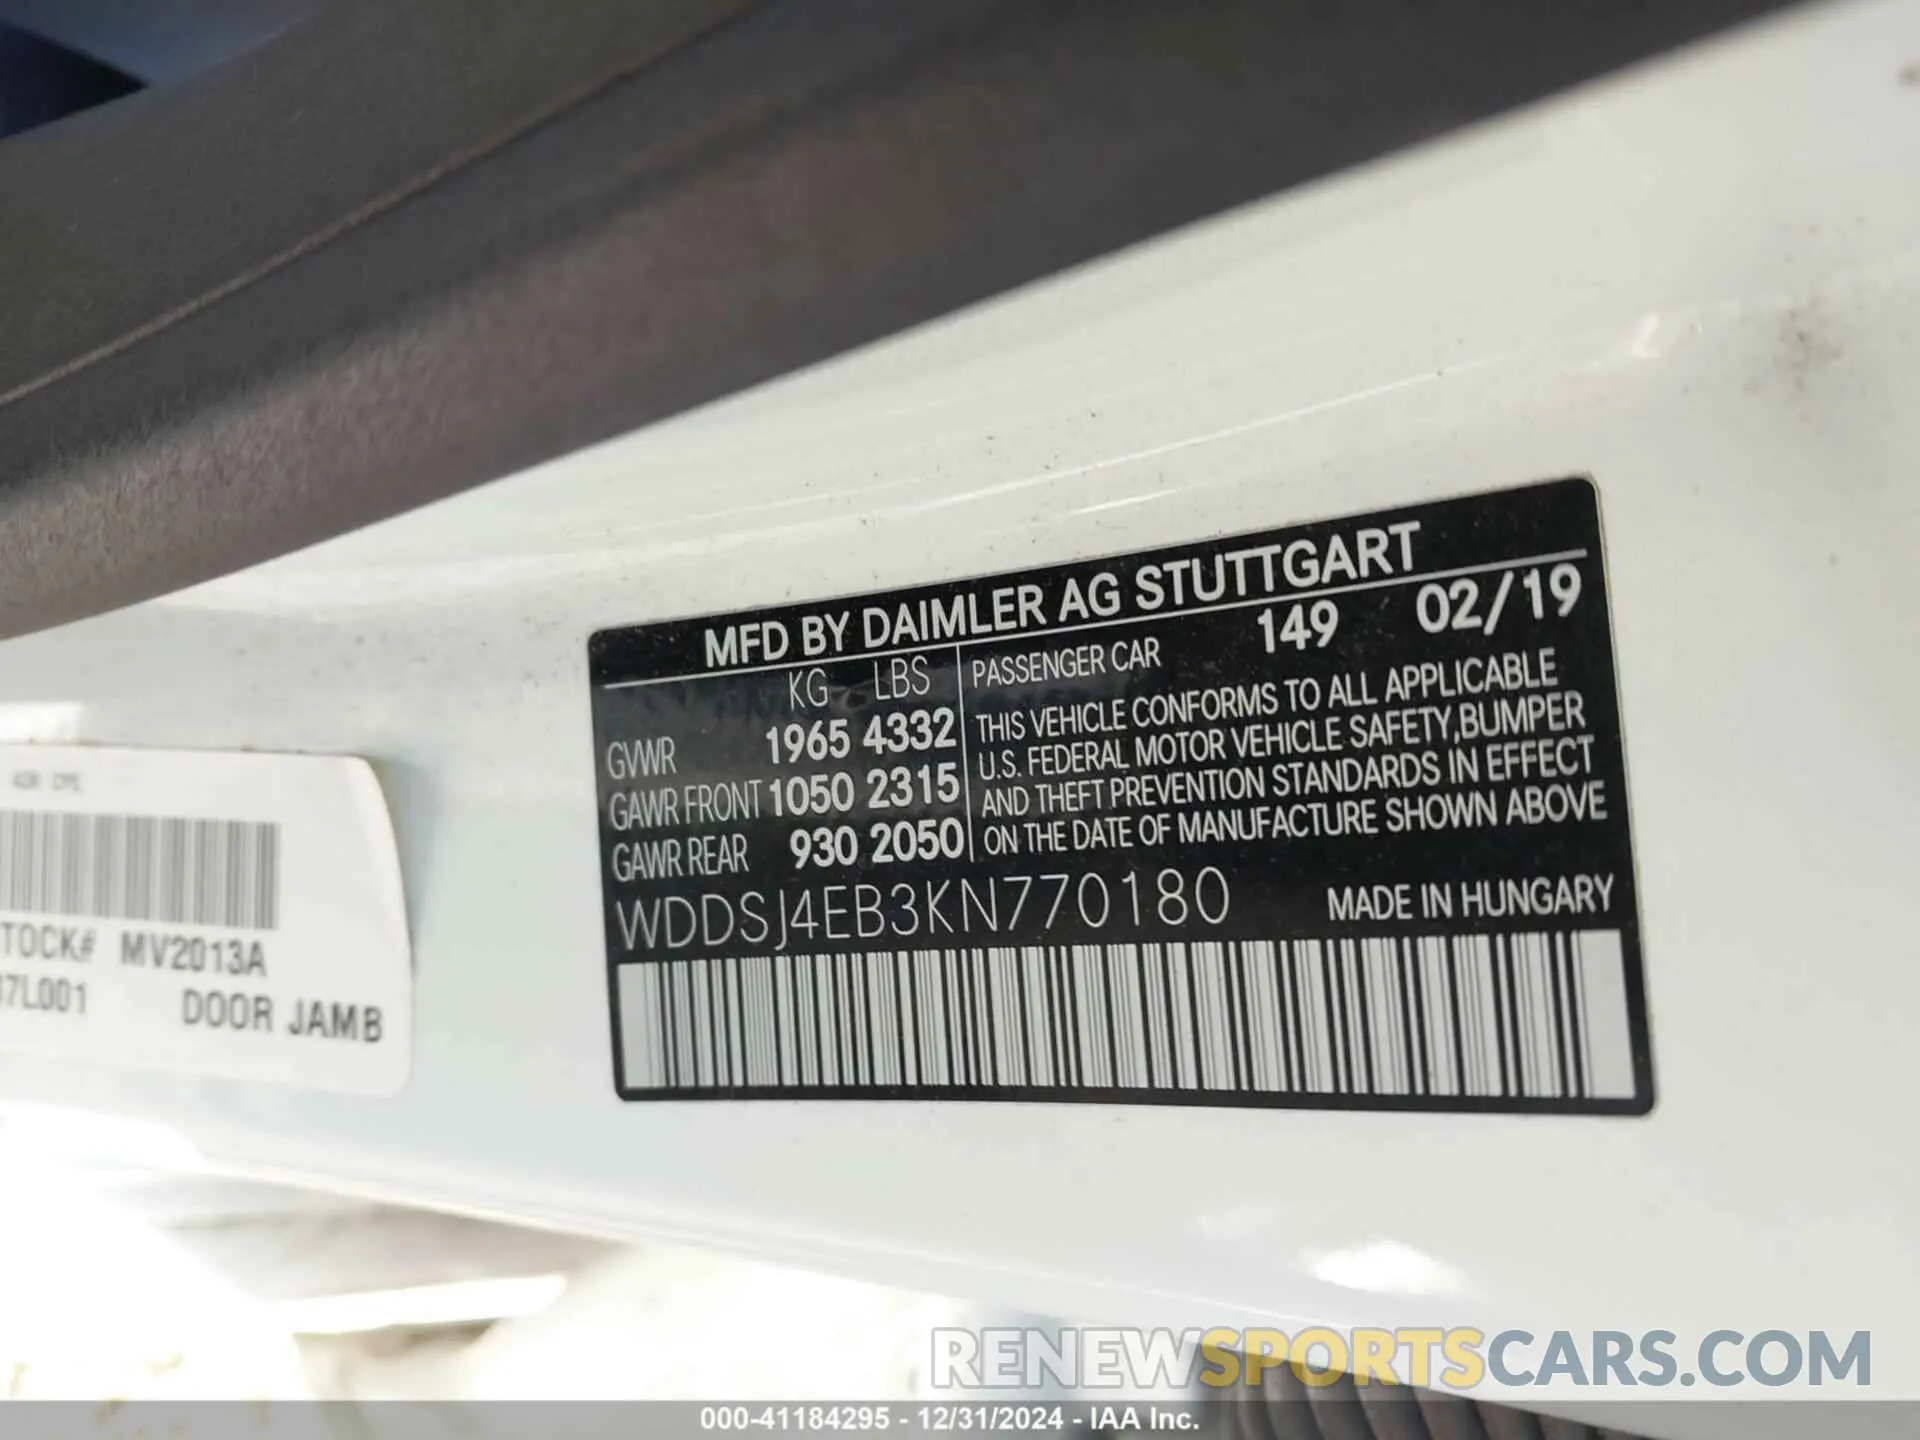 MFD BY DAIMLER AG STUTTGART
KG LBS PASSENGER CAR 149 02/19
GVWR 1965 4332
GAWR FRONT 1050 2315
GAWR REAR 930 2050
THIS VEHICLE CONFORMS TO ALL APPLICABLE
U.S. FEDERAL MOTOR VEHICLE SAFETY,BUMPER
AND THEFT PREVENTION STANDARDS IN EFFECT
ON THE DATE OF MANUFACTURE SHOWN ABOVE
WDDSJ4EB3KN770180 MADE IN HUNGARY
TOCK# MV2013A
7L001 DOOR JAMB
RENEWSPORTSCARS.COM
000-41184295 - 12/31/2024 - IAA Inc.